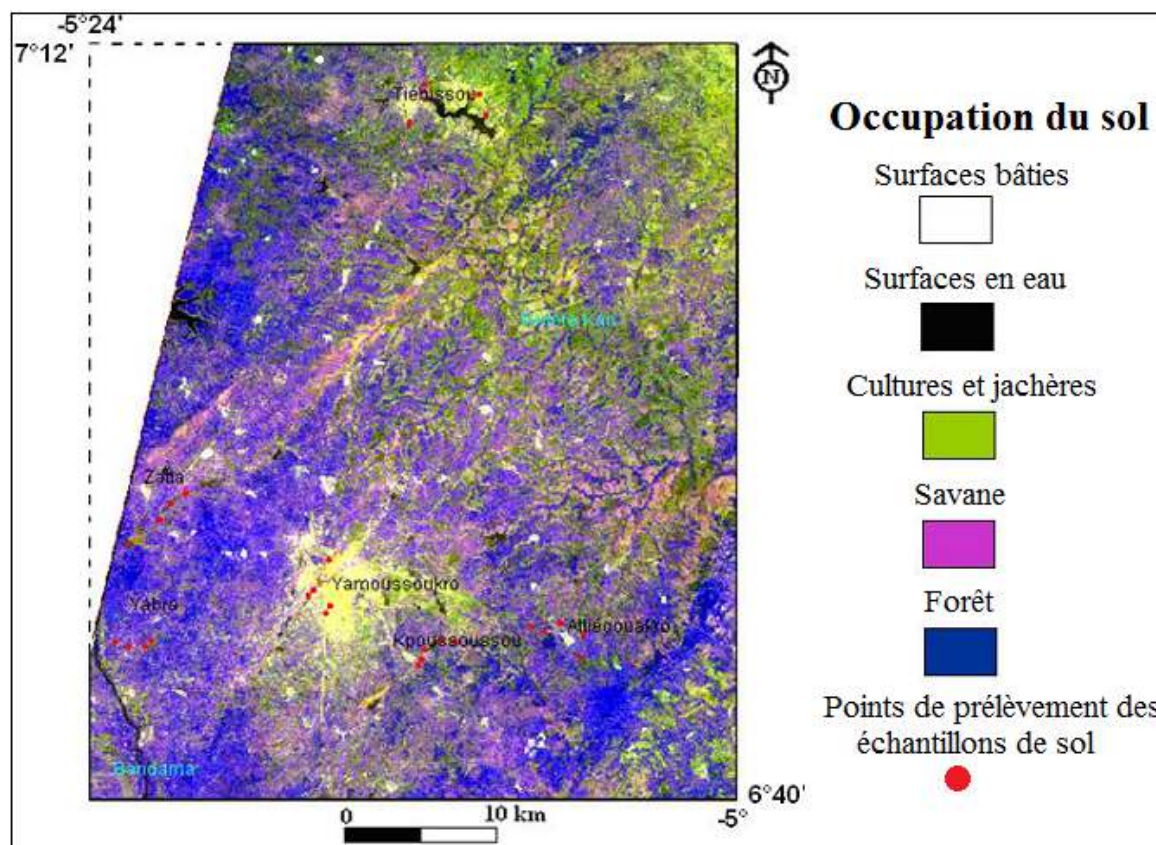 -5°24'
7°12'
N
Tiebissou
Zatta
Yamoussoukro
Yabra
Kpoussoussou
Bandama
6°40'
-5°
0 10 km
Occupation du sol
Surfaces bâties
Surfaces en eau
Cultures et jachères
Savane
Forêt
Points de prélèvement des
échantillons de sol